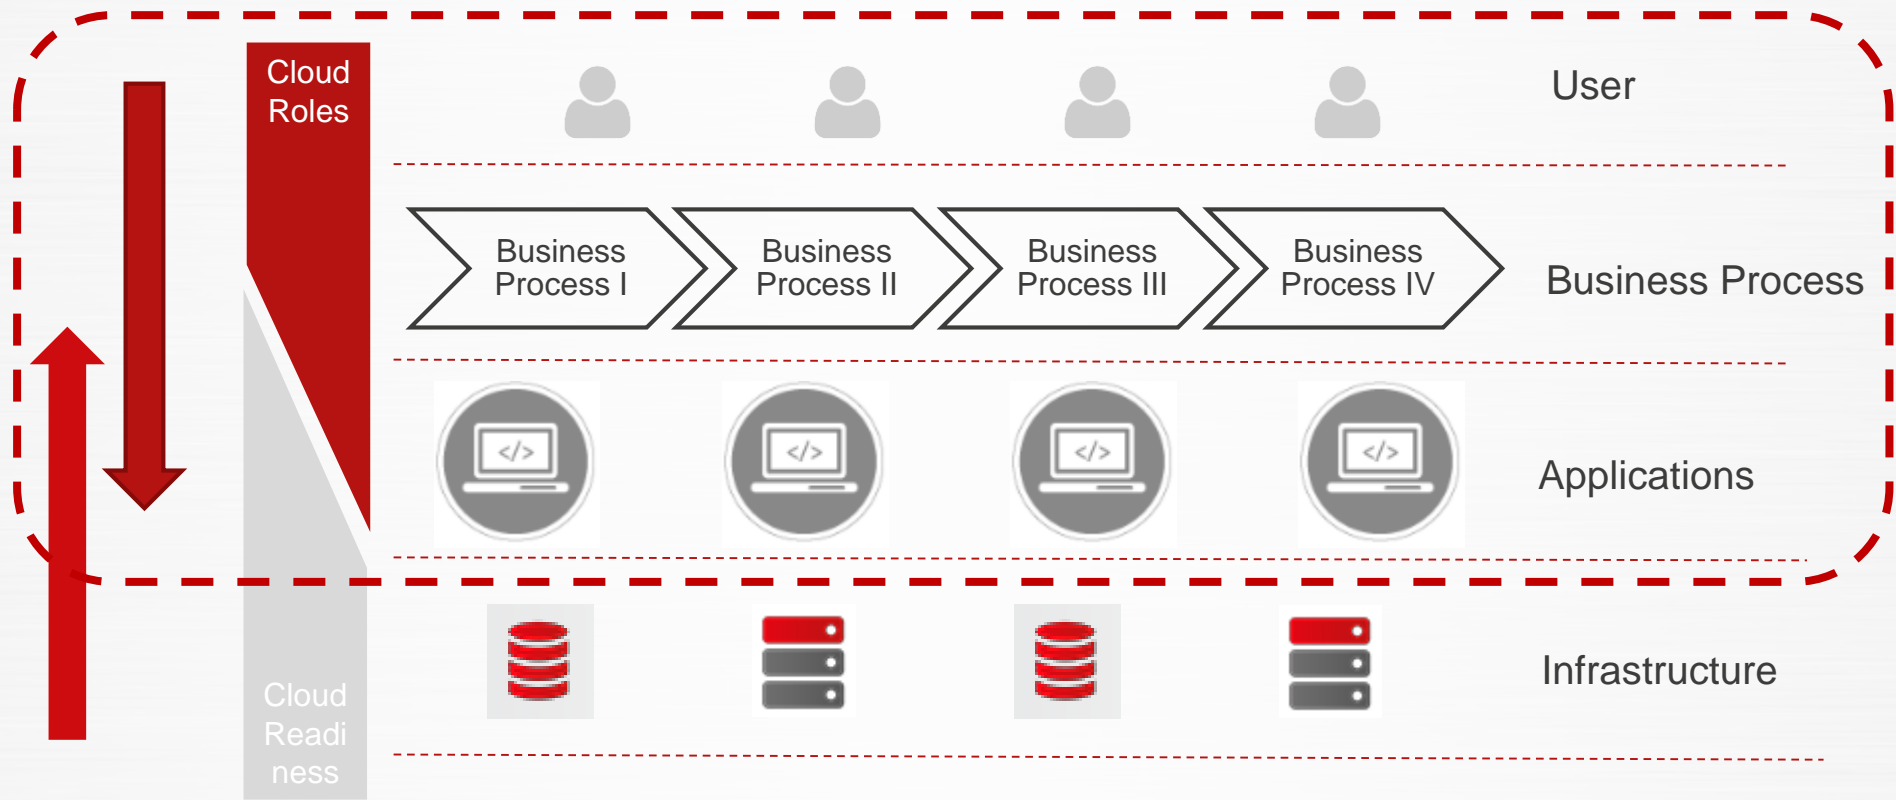 Cloud
Roles
User
Business
Process I
Business
Process II
Business
Process III
Business
Process IV
Business Process
</>
</>
</>
</>
Applications
Infrastructure
Cloud
Readi
ness